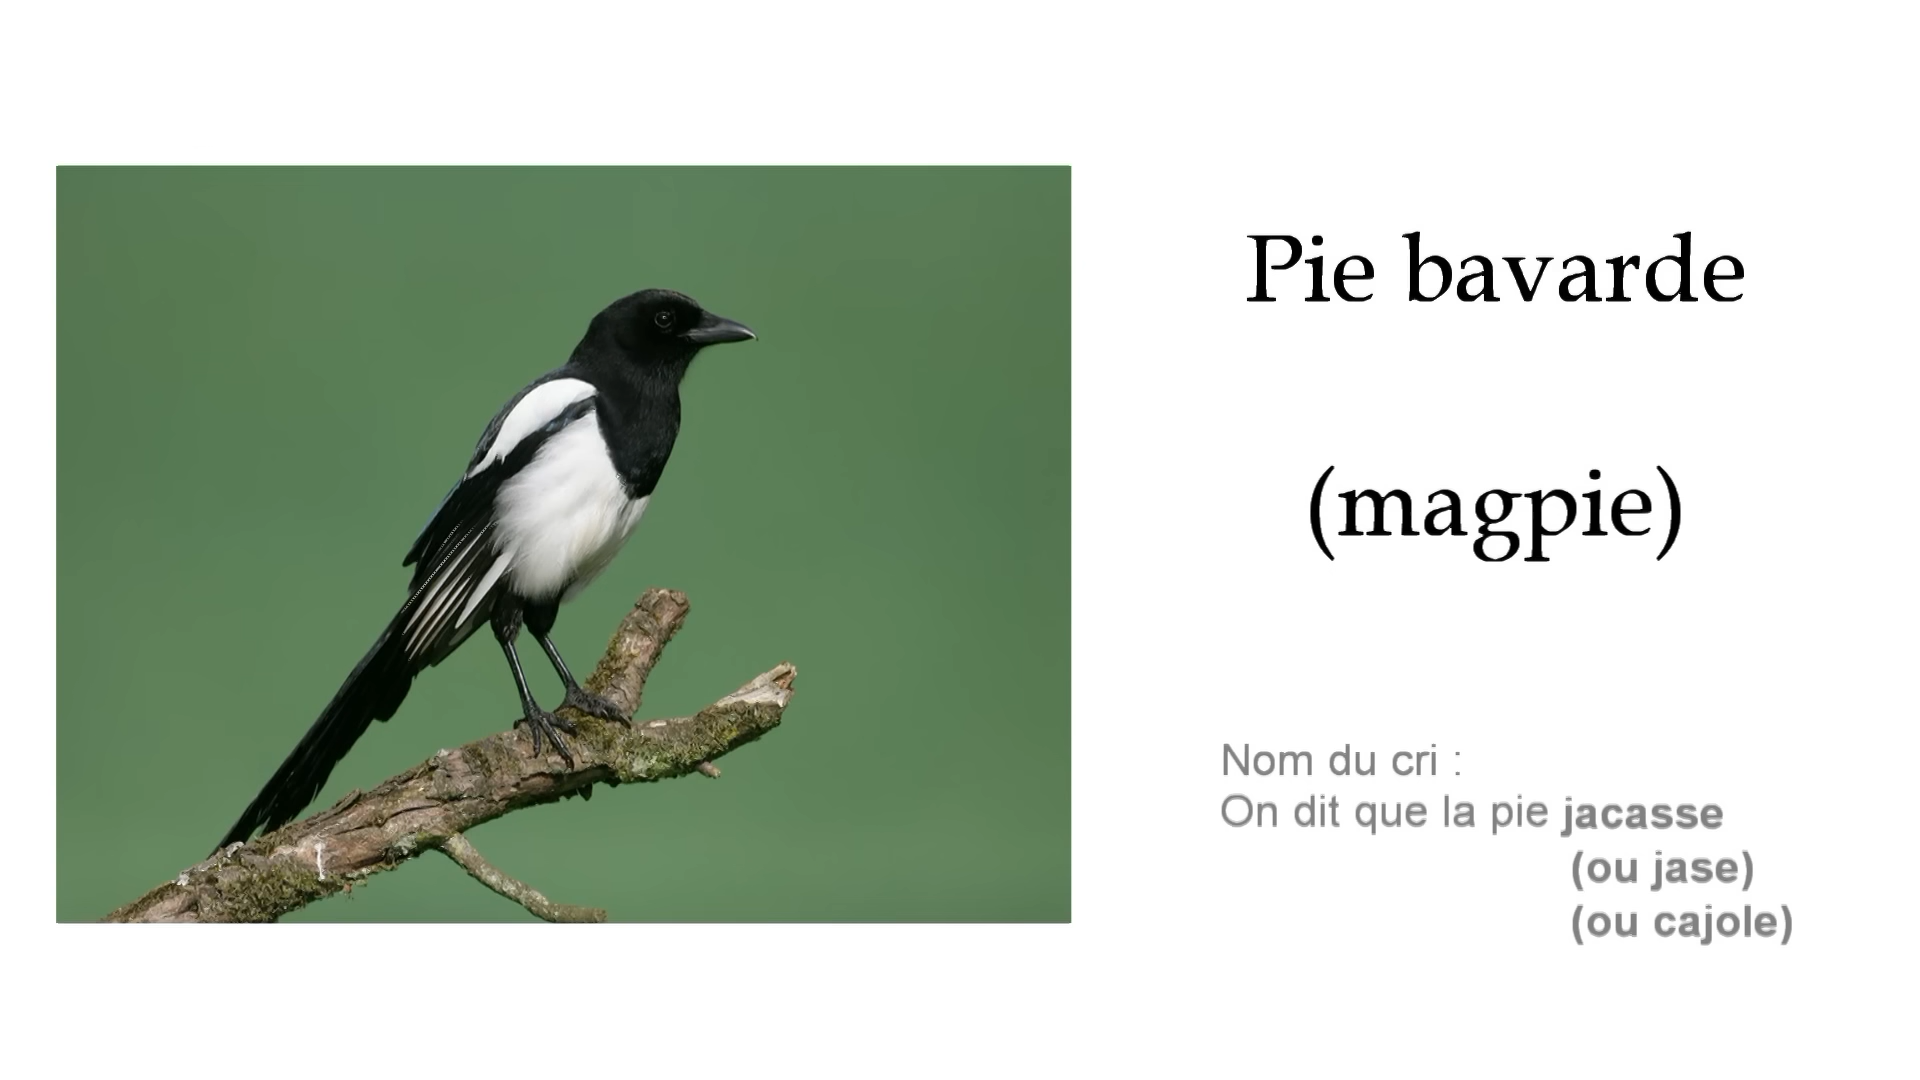 Pie bavarde
(magpie)
Nom du cri :
On dit que la pie jacasse
(ou jase)
(ou cajole)